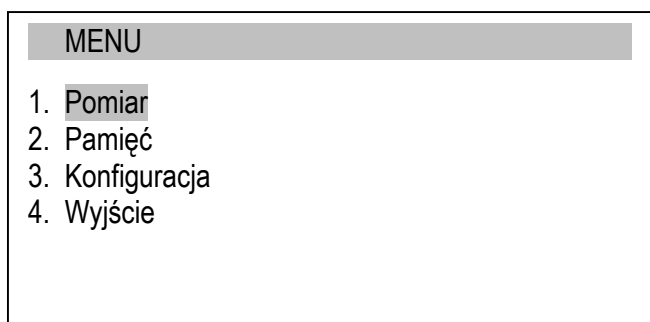 MENU
1. Pomiar
2. Pamięć
3. Konfiguracja
4. Wyjście